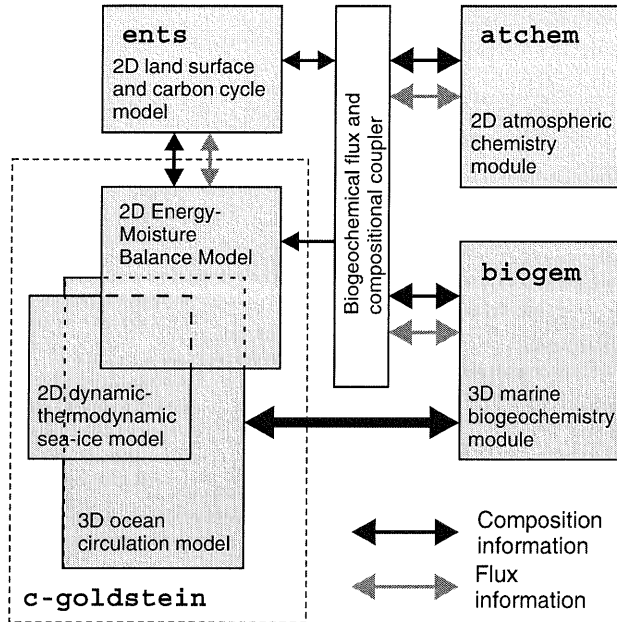 ents
2D land surface
and carbon cycle
model
atchem
2D atmospheric
chemistry
module
Biogeochemical flux and
compositional coupler
2D Energy-
Moisture
Balance Model
biogem
3D marine
biogeochemistry
module
2D dynamic-
thermodynamic
sea-ice model
3D ocean
circulation model
c-goldstein
Composition
information
Flux
information